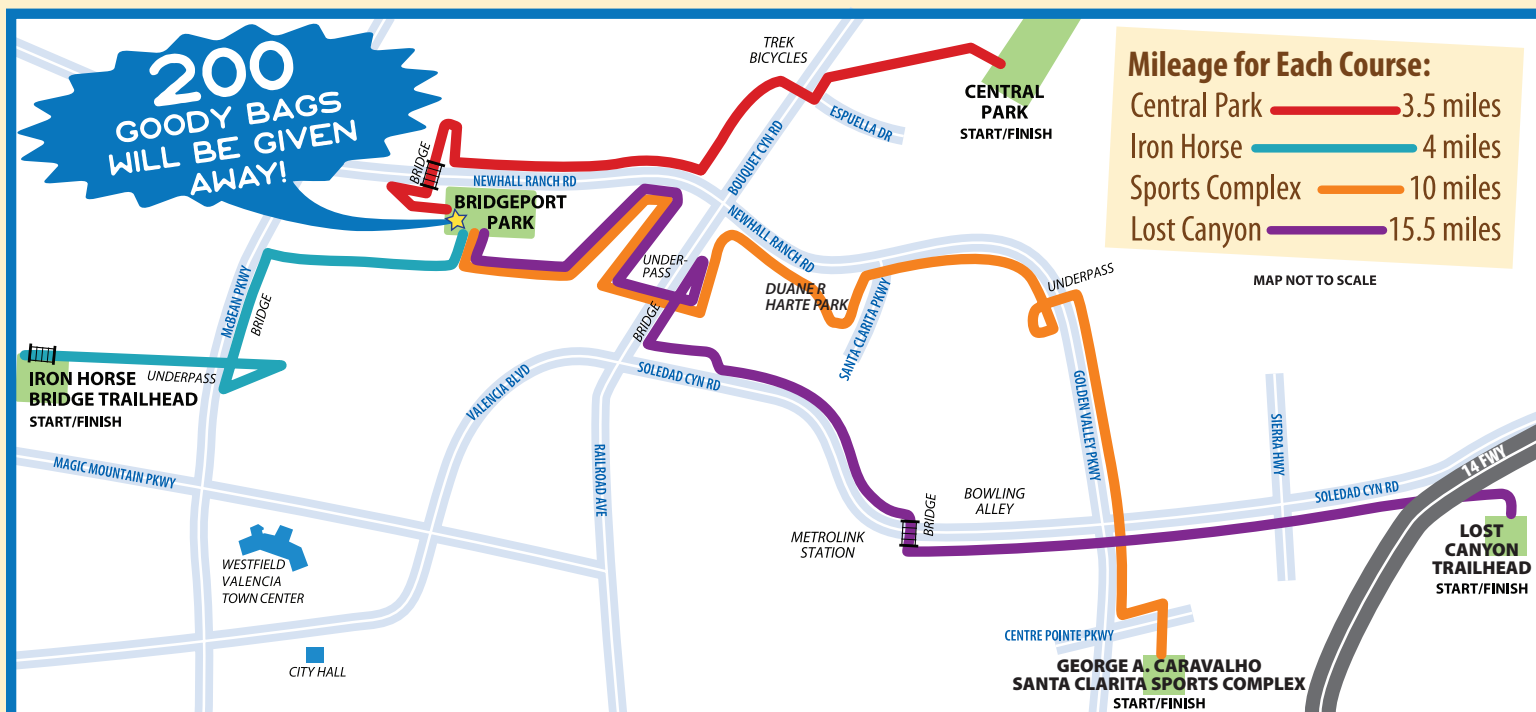 200
GOODY BAGS
WILL BE GIVEN
AWAY!
TREK
BICYCLES
CENTRAL
PARK
START/FINISH
ESPUELLA DR
BOUQUET CYN RD
Mileage for Each Course:
Central Park 3.5 miles
Iron Horse 4 miles
Sports Complex 10 miles
Lost Canyon 15.5 miles
MAP NOT TO SCALE
BRIDGE
NEWHALL RANCH RD
BRIDGEPORT
PARK
NEWHALL RANCH RD
UNDER-
PASS
BRIDGE
DUANE R
HARTE PARK
SANTA CLARITA PKWY
UNDERPASS
McBEAN PKWY
BRIDGE
IRON HORSE
BRIDGE TRAILHEAD
START/FINISH
UNDERPASS
VALENCIA BLVD
SOLEDAD CYN RD
GOLDEN VALLEY PKWY
SIERRA HWY
14 FWY
MAGIC MOUNTAIN PKWY
RAILROAD AVE
BOWLING
ALLEY
BRIDGE
METROLINK
STATION
SOLEDAD CYN RD
LOST
CANYON
TRAILHEAD
START/FINISH
WESTFIELD
VALENCIA
TOWN CENTER
CITY HALL
CENTRE POINTE PKWY
GEORGE A. CARAVALHO
SANTA CLARITA SPORTS COMPLEX
START/FINISH